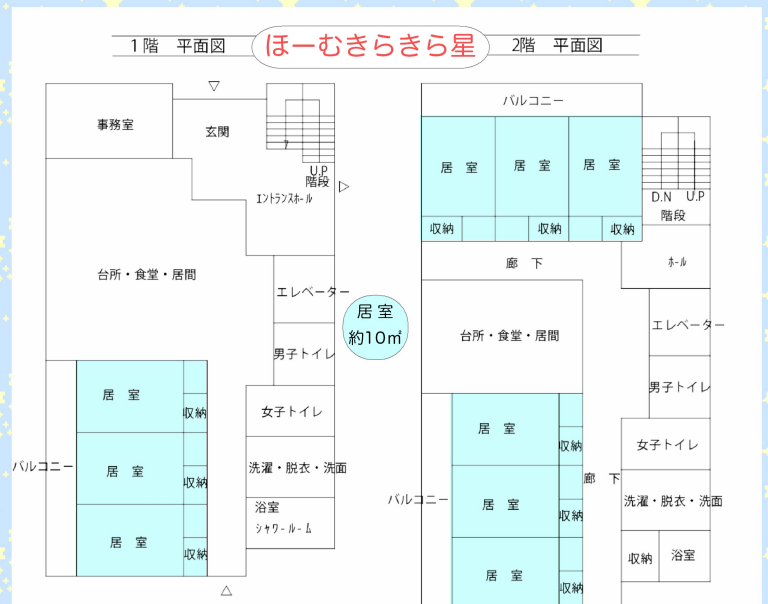 1階 平面図
ほーむきらきら星
2階 平面図
事務室
玄関
U.P
階段
エントランスホール
台所・食堂・居間
エレベーター
男子トイレ
女子トイレ
洗濯・脱衣・洗面
浴室
シャワールーム
居 室
収納
居 室
収納
居 室
収納
バルコニー
居 室
約10㎡
バルコニー
居 室
居 室
居 室
収納
収納
収納
D.N
U.P
階段
廊 下
ホール
台所・食堂・居間
エレベーター
男子トイレ
女子トイレ
洗濯・脱衣・洗面
収納
浴室
廊 下
居 室
収納
居 室
収納
居 室
収納
バルコニー